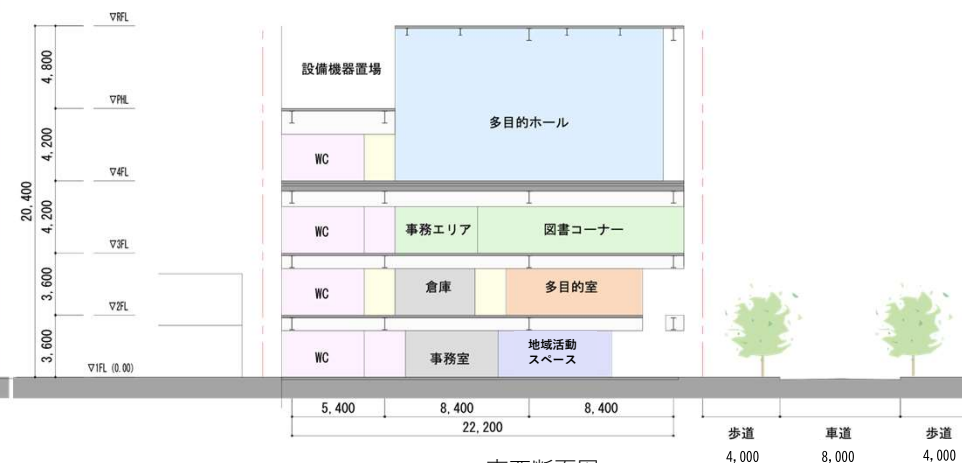 ▽RFL
4,800
設備機器置場
▽PHL
多目的ホール
4,200
WC
▽4FL
20,400
4,200
WC
事務エリア
図書コーナー
▽3FL
3,600
WC
倉庫
多目的室
▽2FL
3,600
WC
事務室
地域活動
スペース
▽1FL (0.00)
5,400
8,400
8,400
22,200
歩道
車道
歩道
4,000
8,000
4,000